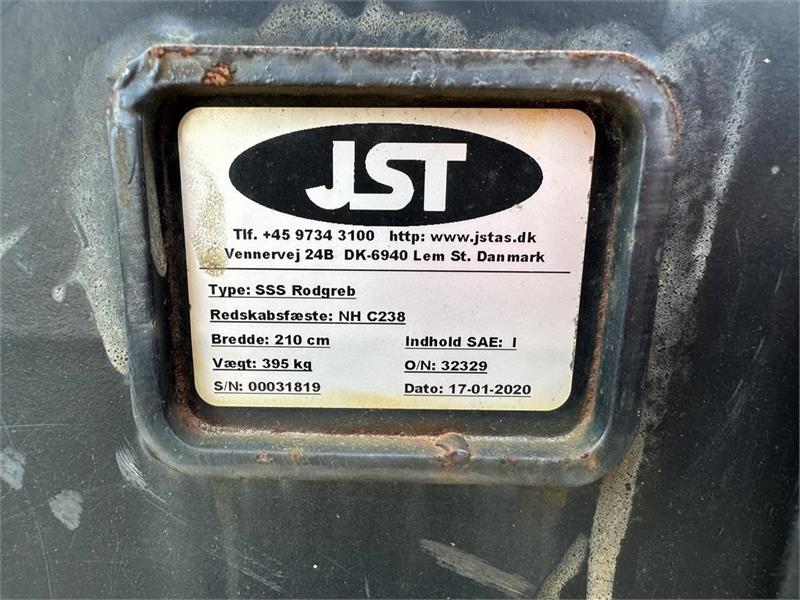 JST
Tlf. +45 9734 3100 http: www.jstas.dk
Vennervej 24B DK-6940 Lem St. Danmark
Type: SSS Rodgreb
Redskabsfæste: NH C238
Bredde: 210 cm Indhold SAE: l
Vægt: 395 kg O/N: 32329
S/N: 00031819 Dato: 17-01-2020